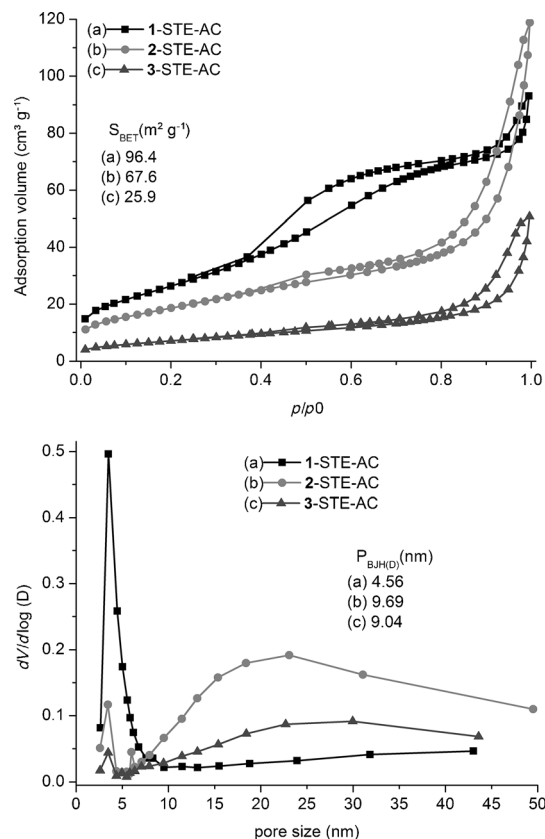 120
100
80
60
40
20
0
Adsorption volume (cm³ g⁻¹)
(a) 1-STE-AC
(b) 2-STE-AC
(c) 3-STE-AC
S_BET(m² g⁻¹)
(a) 96.4
(b) 67.6
(c) 25.9
0.0 0.2 0.4 0.6 0.8 1.0
p/p0
0.5
0.4
0.3
0.2
0.1
0.0
dV/dlog (D)
(a) 1-STE-AC
(b) 2-STE-AC
(c) 3-STE-AC
P_BJH(D)(nm)
(a) 4.56
(b) 9.69
(c) 9.04
0 5 10 15 20 25 30 35 40 45 50
pore size (nm)